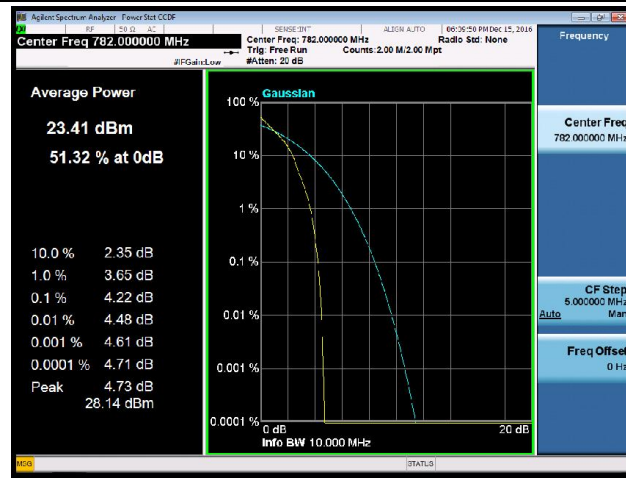 Agilent Spectrum Analyzer Power Stat CCDF
RF 50 Ω AC SENSE:INT ALIGN AUTO 06:39:50 PM Dec 15, 2016
Center Freq 782.000000 MHz
Center Freq: 782.000000 MHz Radio Std: None
Trig: Free Run Counts:2.00 M/2.00 Mpt
#IFGain:Low #Atten: 20 dB
Frequency
Average Power
23.41 dBm
51.32 % at 0dB
10.0 % 2.35 dB
1.0 % 3.65 dB
0.1 % 4.22 dB
0.01 % 4.48 dB
0.001 % 4.61 dB
0.0001 % 4.71 dB
Peak 4.73 dB
28.14 dBm
Gaussian
100 %
10 %
1 %
0.1 %
0.01 %
0.001 %
0.0001 %
0 dB 20 dB
Info BW 10.000 MHz
Center Freq
782.000000 MHz
CF Step
5.000000 MHz
Auto Man
Freq Offset
0 Hz
MSG STATUS